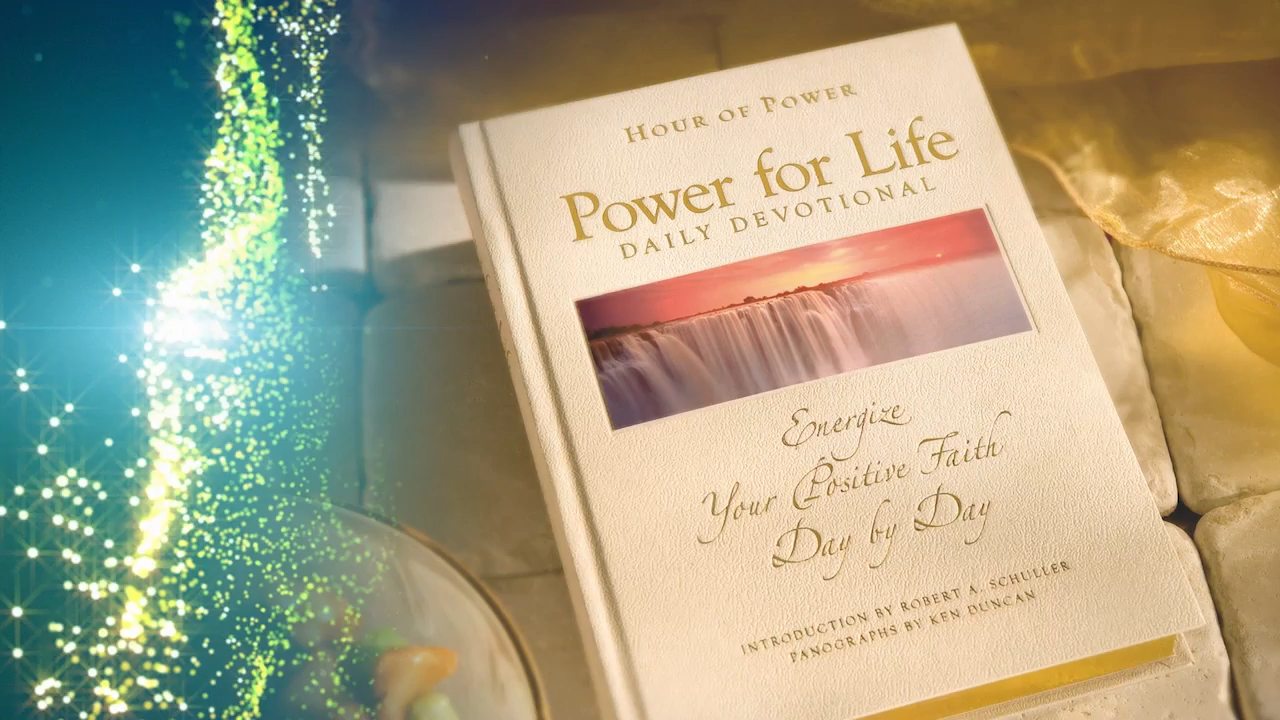 HOUR OF POWER
Power for Life
DAILY DEVOTIONAL
Energize
Your Positive Faith
Day by Day
INTRODUCTION BY ROBERT A. SCHULLER
PANOGRAPHS BY KEN DUNCAN